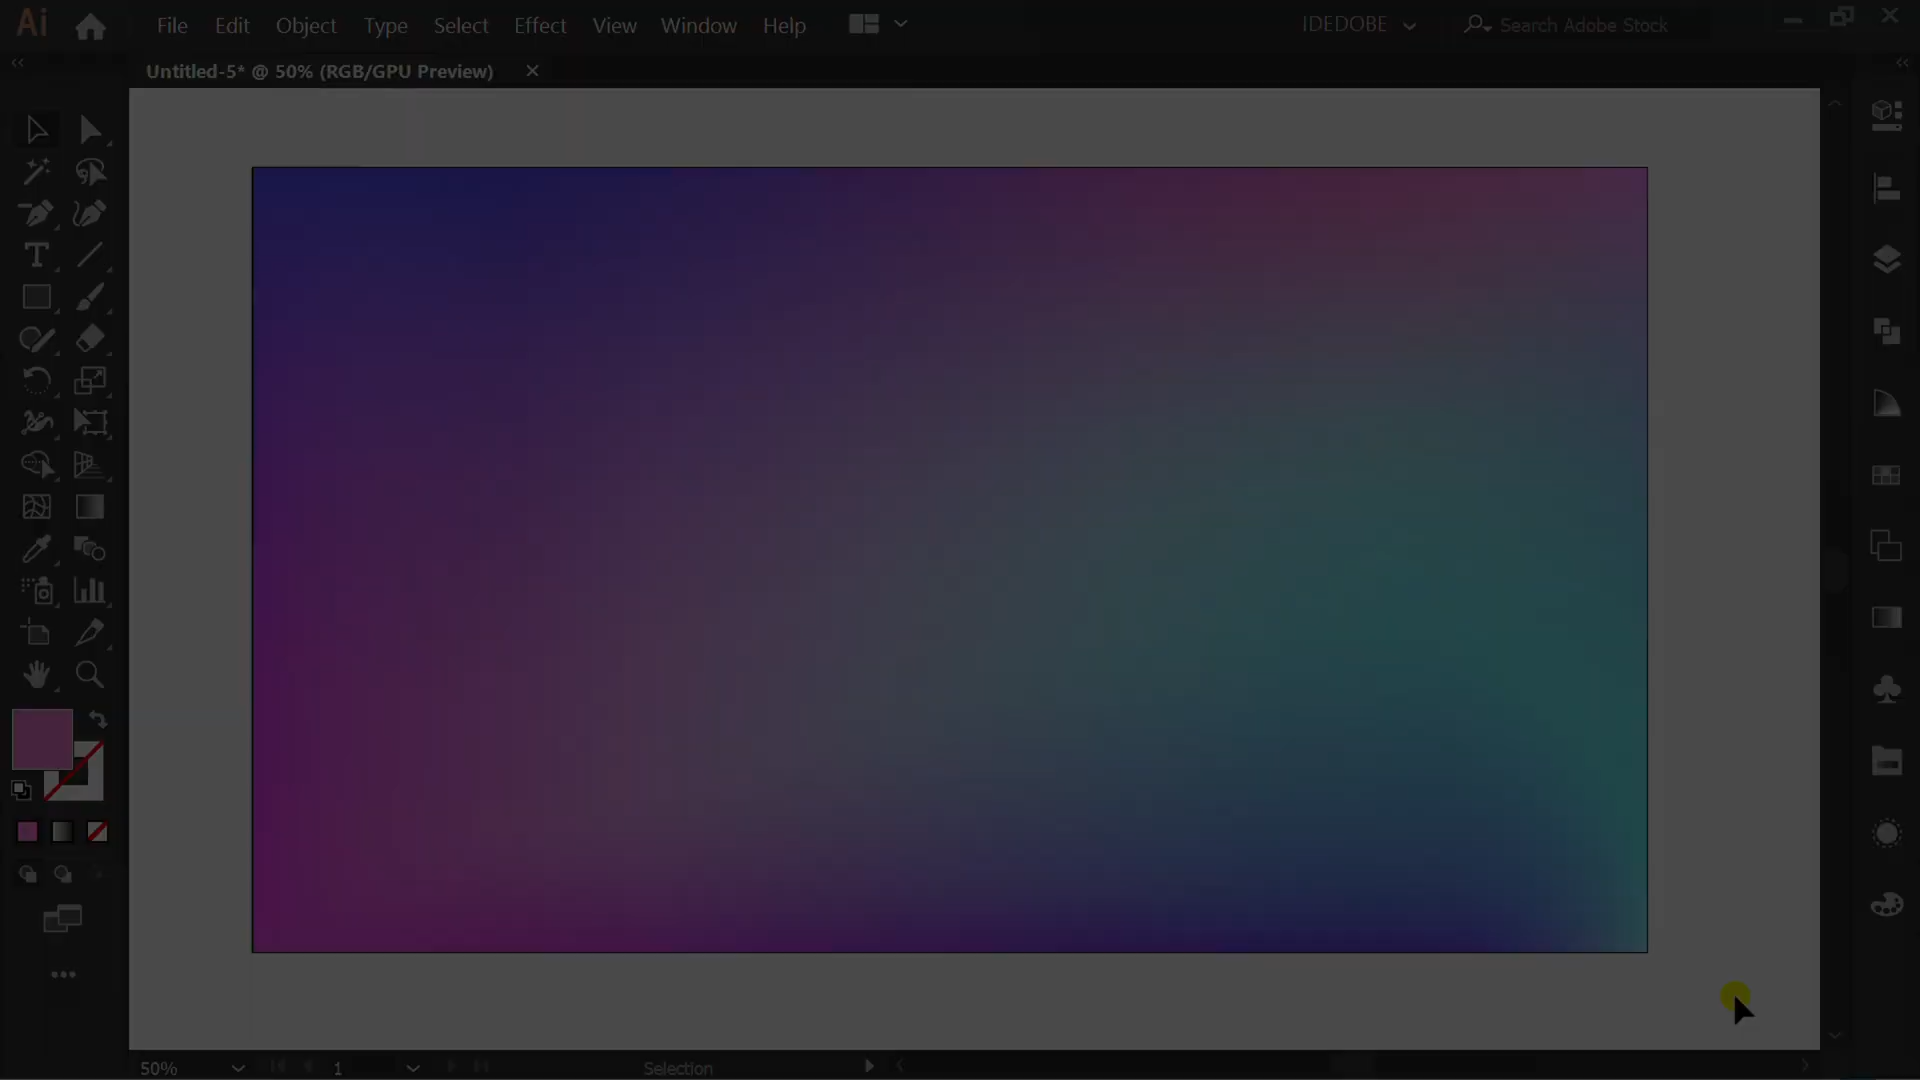 Ai File Edit Object Type Select Effect View Window Help IDEDOBE Search Adobe Stock
Untitled-5* @ 50% (RGB/GPU Preview)
50% 1 Selection